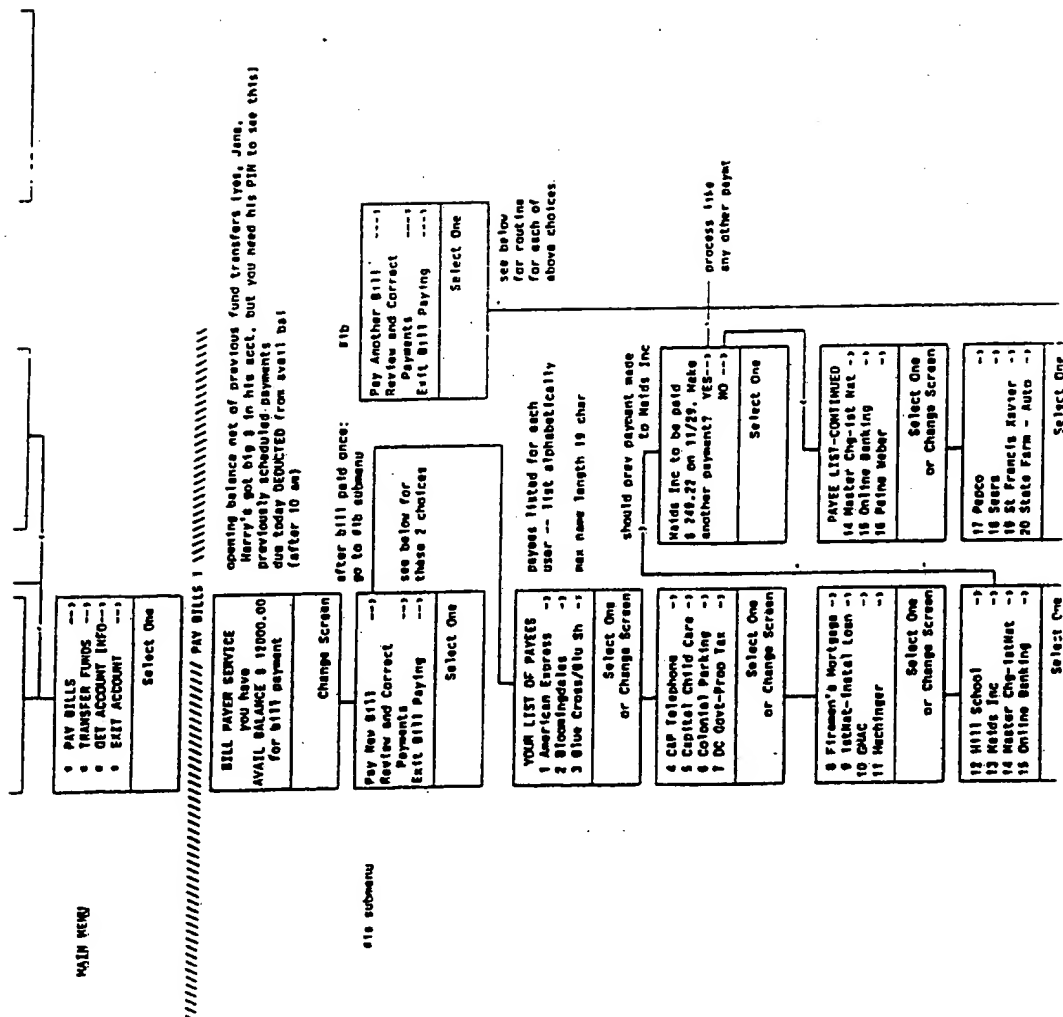 MAIN MENU
* PAY BILLS --->
* TRANSFER FUNDS --->
* GET ACCOUNT INFO-->
* EXIT ACCOUNT --->
Select One
/ PAY BILLS !
BILL PAYER SERVICE
you have
AVAIL BALANCE $ 12000.00
for bill payment
Change Screen
opening balance net of previous fund transfers (yes, Jane,
Harry's got big $ in his acct, but you need his PIN to see this)
previously scheduled payments
due today DEDUCTED from avail bal
(after 10 am)
#1a submenu
Pay New Bill --->
Review and Correct
Payments --->
Exit Bill Paying --->
Select One
after bill paid once:
go to #1b submenu
see below for
these 2 choices
#1b
Pay Another Bill --->
Review and Correct
Payments --->
Exit Bill Paying --->
Select One
see below
for routine
for each of
above choices
YOUR LIST OF PAYEES
1 American Express ->
2 Bloomingdales ->
3 Blue Cross/Blu Sh ->
Select One
or Change Screen
payees listed for each
user -- list alphabetically
max name length 19 char
4 C&P Telephone ->
5 Capital Child Care ->
6 Colonial Parking ->
7 DC Govt-Prop Tax ->
Select One
or Change Screen
should prev payment made
to Maids Inc
Maids Inc to be paid
$ 249.22 on 11/29. Make
another payment? YES--->
NO --->
Select One
process like
any other paymt
8 Firemen's Mortgage ->
9 1stNat-Instal Loan ->
10 GMAC ->
11 Hechinger ->
Select One
or Change Screen
PAYEE LIST-CONTINUED
14 Master Chg-1st Nat ->
15 Online Banking ->
16 Paine Weber ->
Select One
or Change Screen
12 Hill School ->
13 Maids Inc ->
14 Master Chg-1stNat ->
15 Online Banking ->
Select One
17 Pepco ->
18 Sears ->
19 St Francis Xavier ->
20 State Farm - Auto ->
Select One